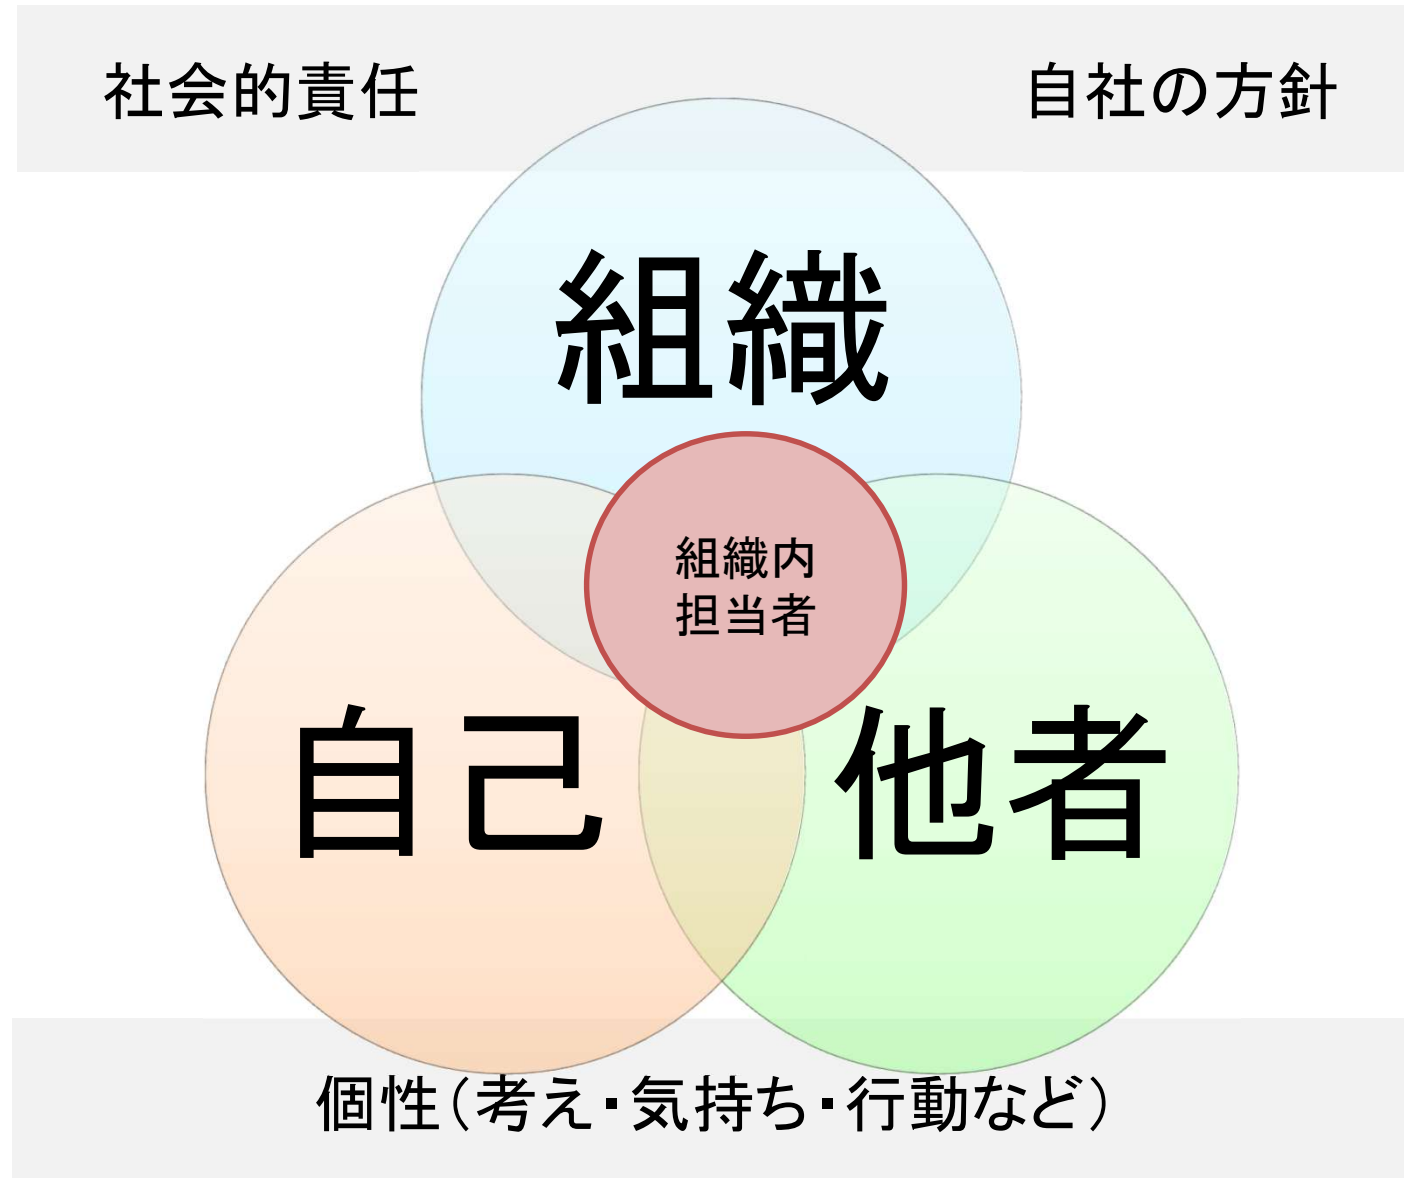 社会的責任
自社の方針
組織
組織内
担当者
自己
他者
個性（考え・気持ち・行動など）